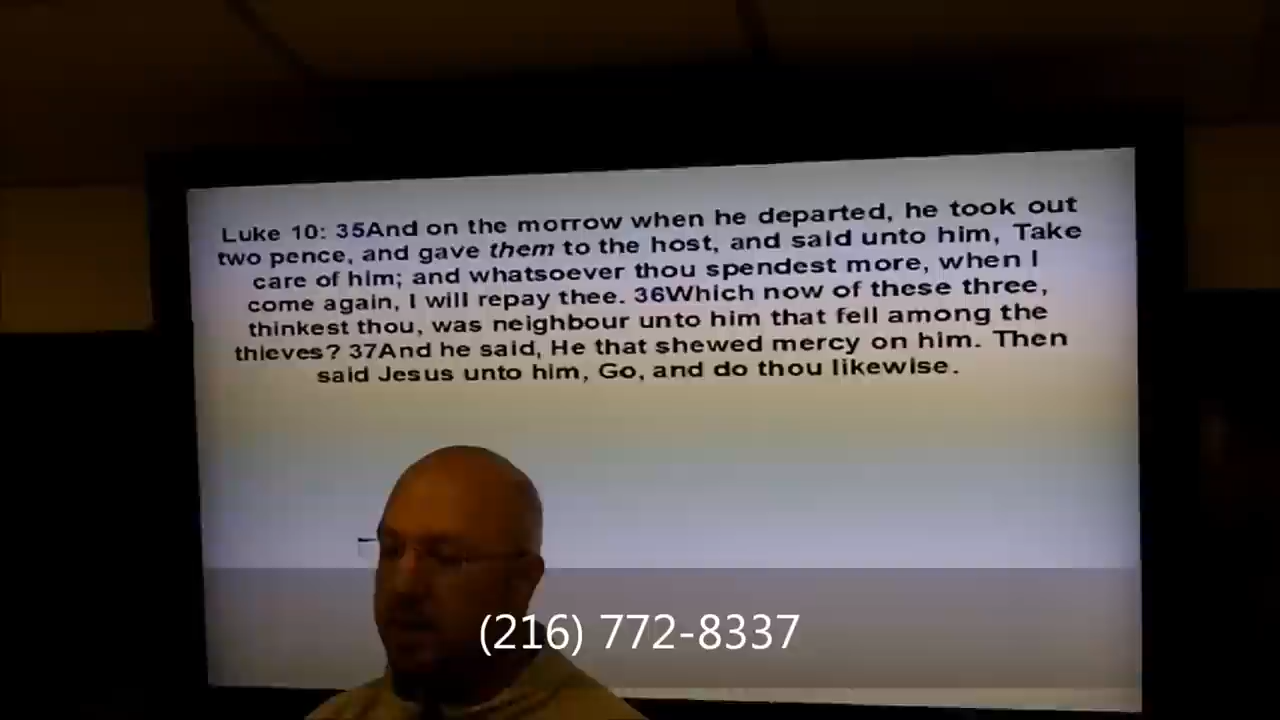 Luke 10: 35And on the morrow when he departed, he took out
two pence, and gave them to the host, and said unto him, Take
care of him; and whatsoever thou spendest more, when I
come again, I will repay thee. 36Which now of these three,
thinkest thou, was neighbour unto him that fell among the
thieves? 37And he said, He that shewed mercy on him. Then
said Jesus unto him, Go, and do thou likewise.
(216) 772-8337